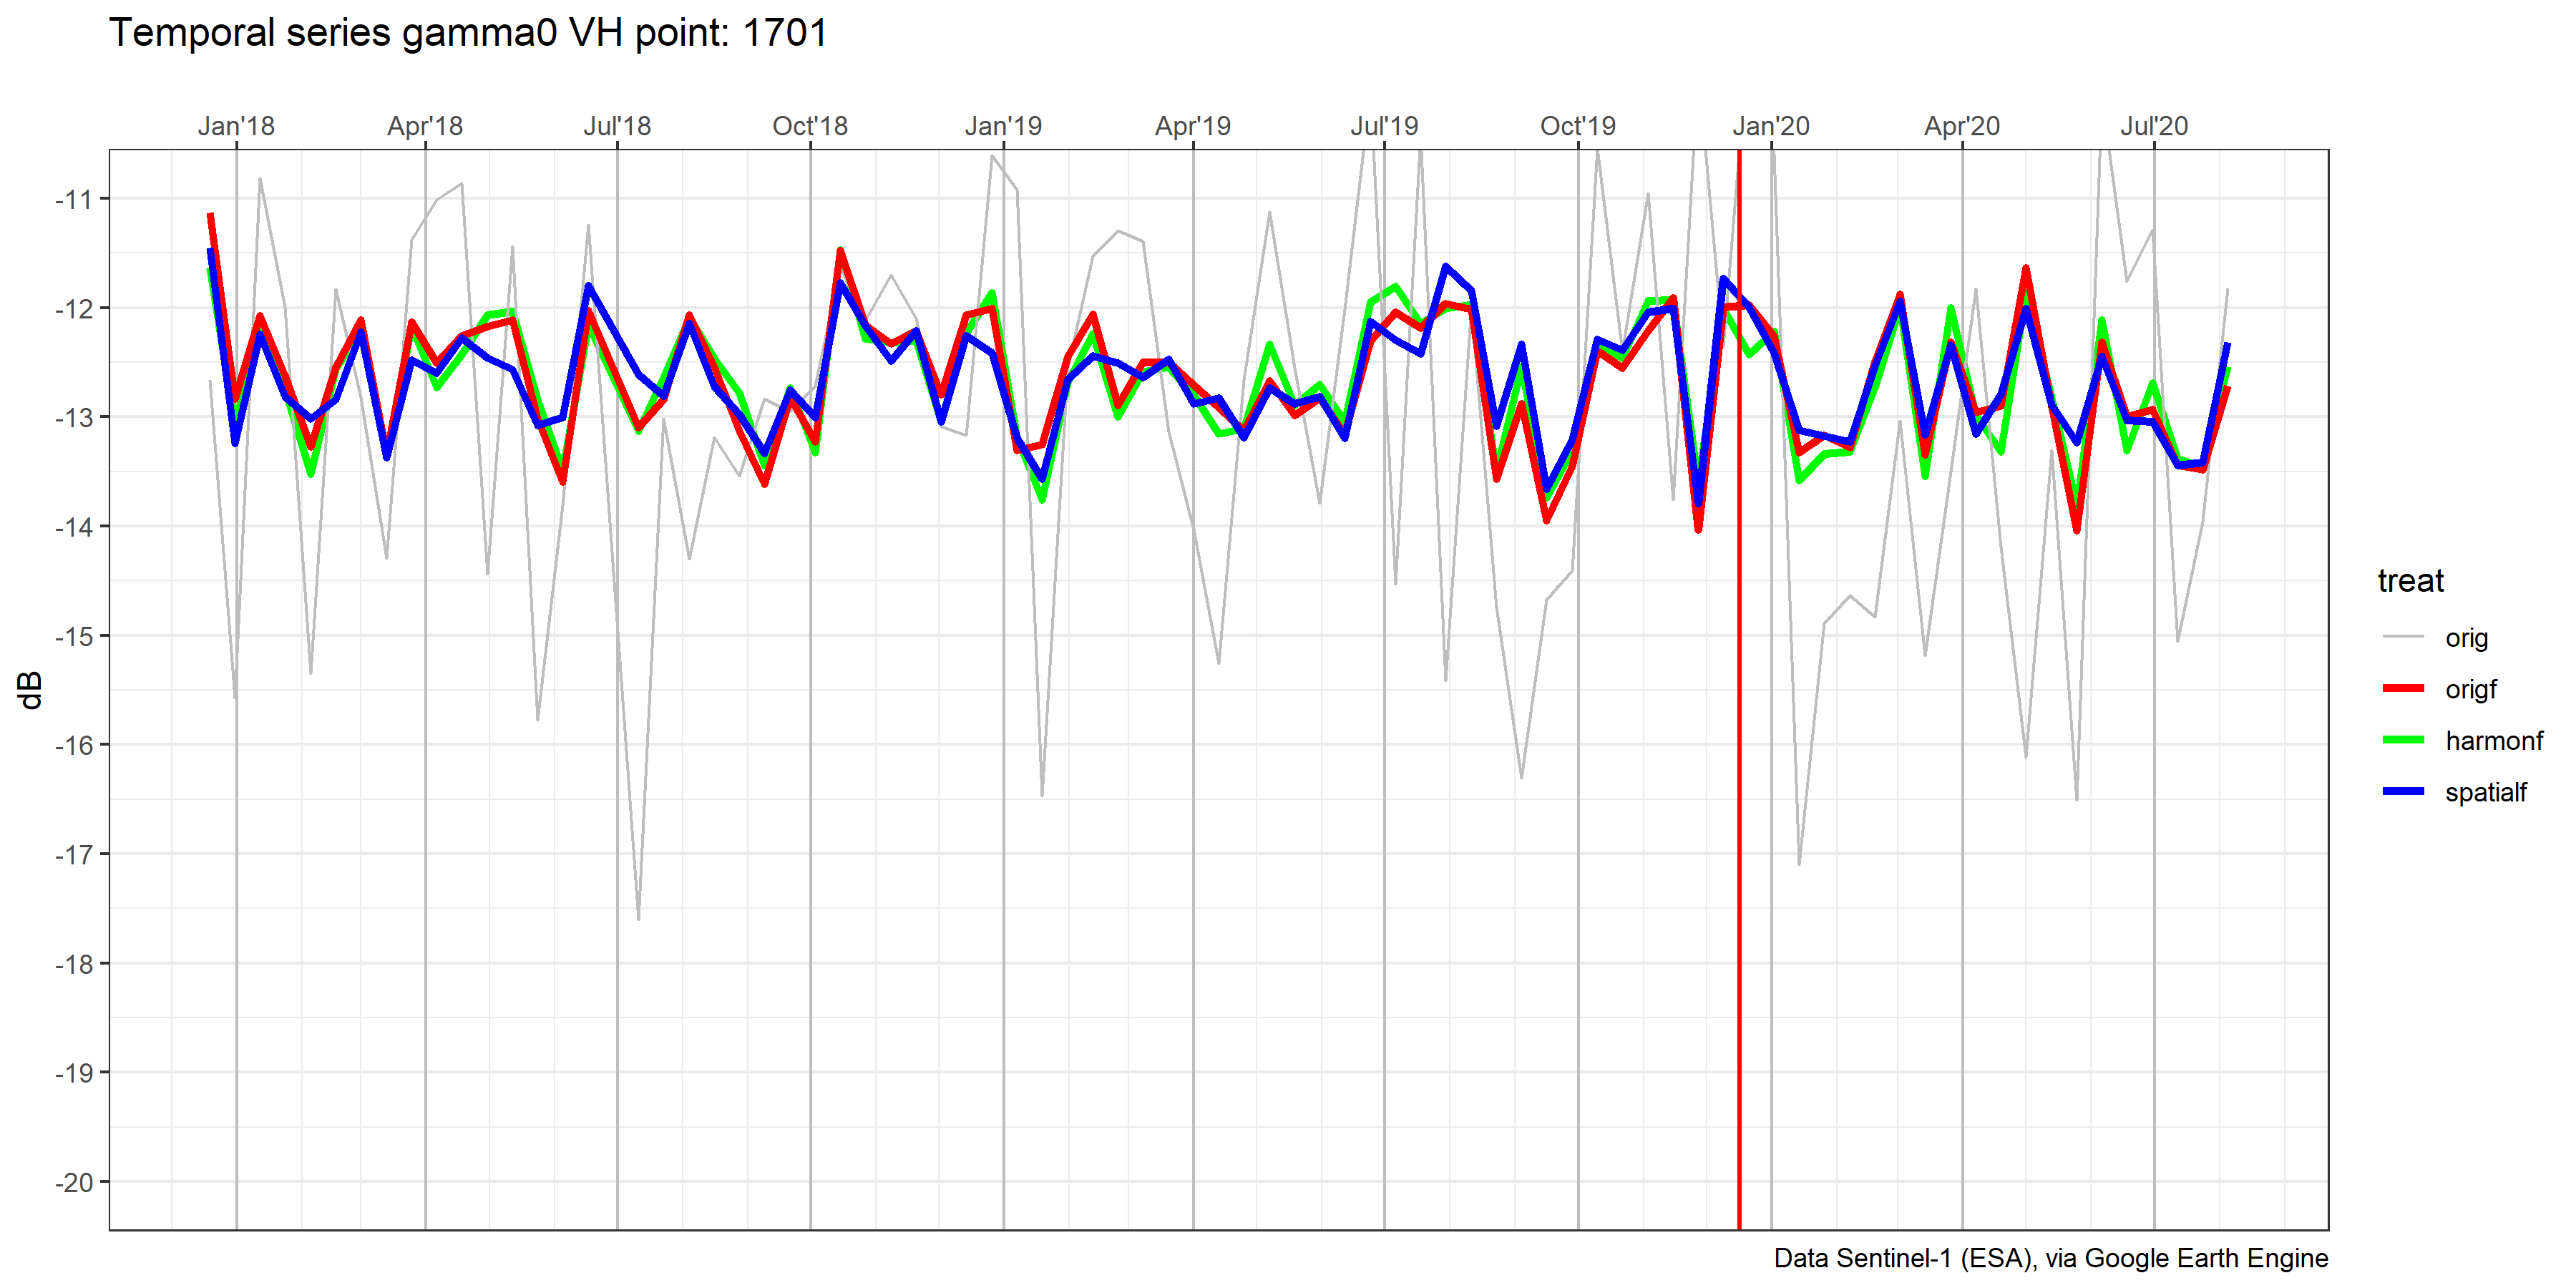 Temporal series gamma0 VH point: 1701
Jan'18 Apr'18 Jul'18 Oct'18 Jan'19 Apr'19 Jul'19 Oct'19 Jan'20 Apr'20 Jul'20
-11
-12
-13
-14
-15
-16
-17
-18
-19
-20
dB
treat
orig
origf
harmonf
spatialf
Data Sentinel-1 (ESA), via Google Earth Engine